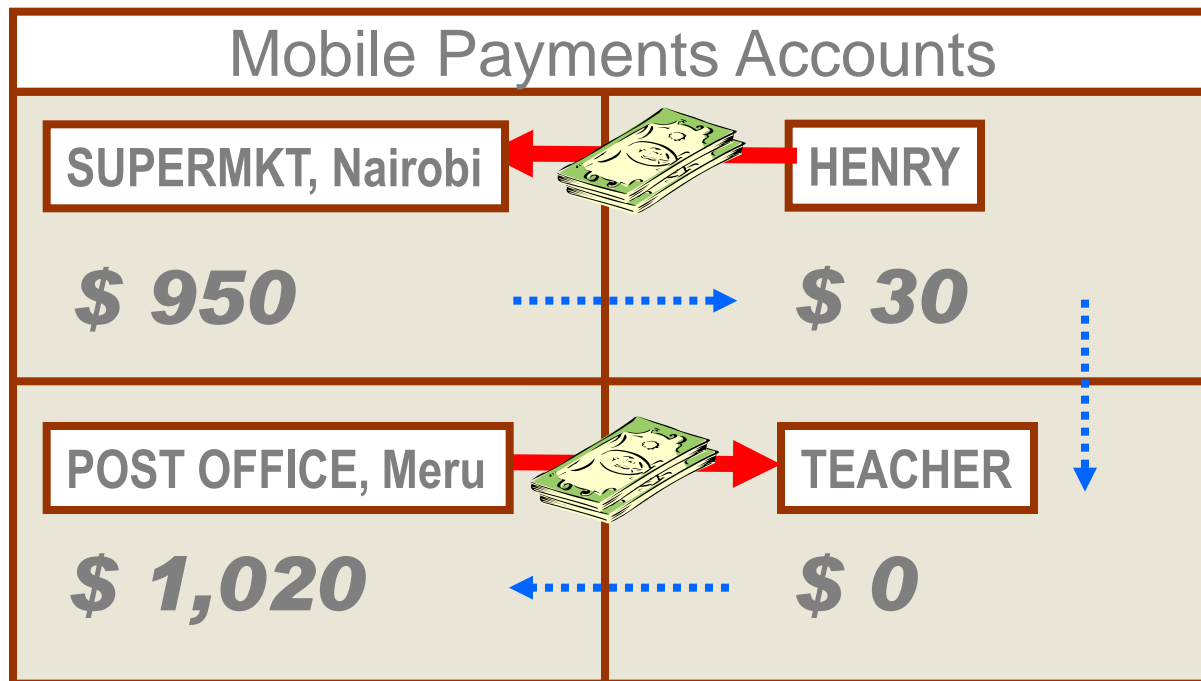 Mobile Payments Accounts
SUPERMKT, Nairobi
HENRY
$ 950
$ 30
POST OFFICE, Meru
TEACHER
$ 1,020
$ 0